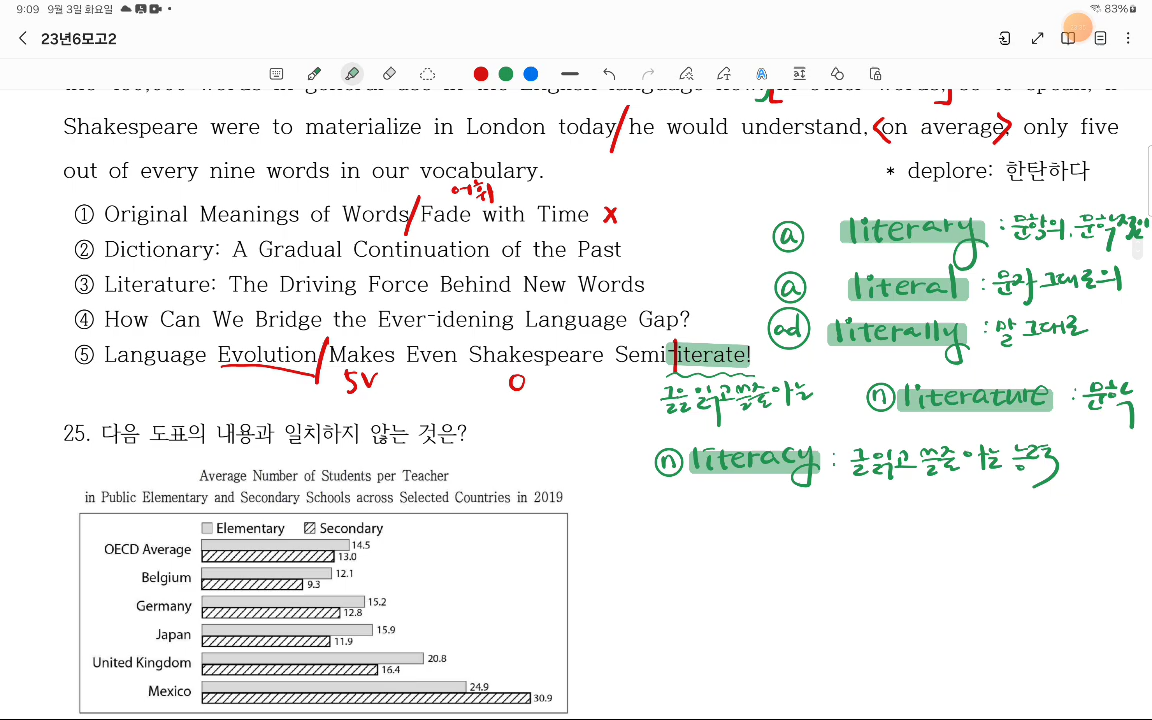 9:09 9월 3일 화요일
83%
23년6모고2
Shakespeare were to materialize in London today he would understand, on average, only five
out of every nine words in our vocabulary.
* deplore: 한탄하다
어휘
① Original Meanings of Words Fade with Time x
② Dictionary: A Gradual Continuation of the Past
③ Literature: The Driving Force Behind New Words
④ How Can We Bridge the Ever-idening Language Gap?
⑤ Language Evolution Makes Even Shakespeare Semi-literate!
5V O
글을 읽고 쓸줄 아는
ⓐ literary : 문학의, 문학적인
ⓐ literal : 문자 그대로의
ad literally : 말 그대로
ⓝ literature : 문학
ⓝ literacy : 글 읽고 쓸줄 아는 능력
25. 다음 도표의 내용과 일치하지 않는 것은?
Average Number of Students per Teacher
in Public Elementary and Secondary Schools across Selected Countries in 2019
Elementary Secondary
OECD Average 14.5
13.0
Belgium 12.1
9.3
Germany 15.2
12.8
Japan 15.9
11.9
United Kingdom 20.8
16.4
Mexico 24.9
30.9